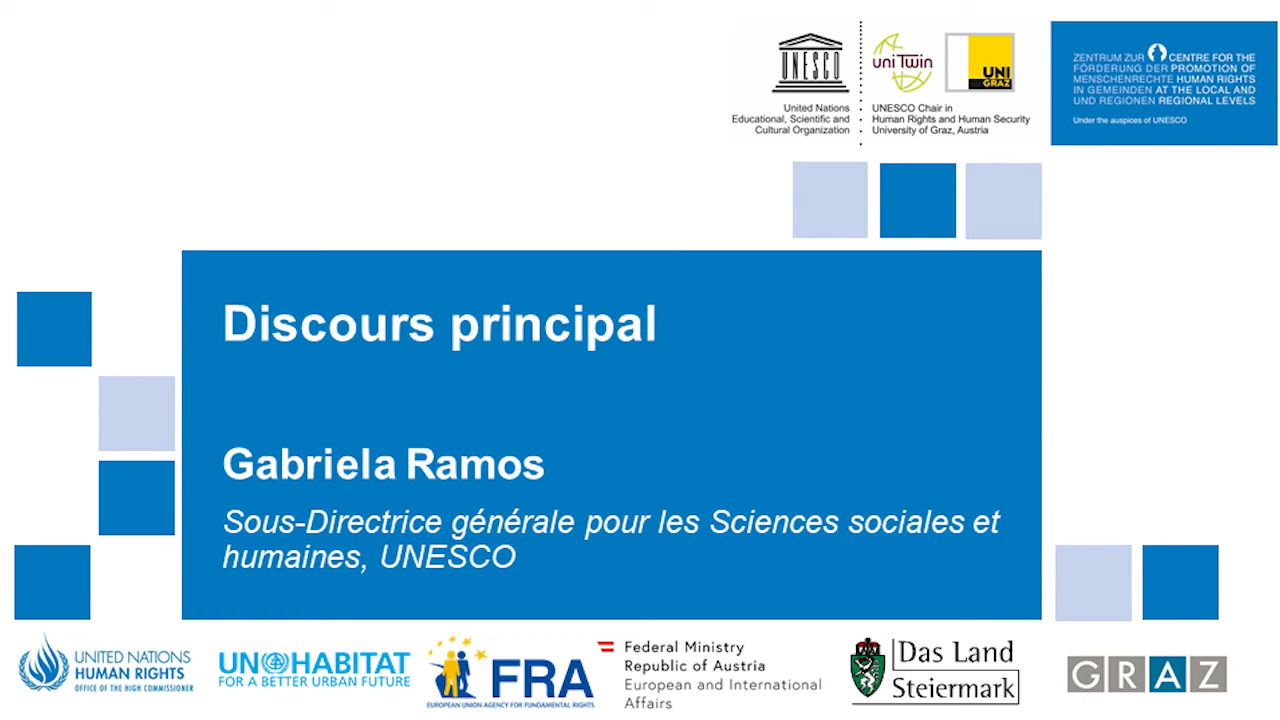 UNESCO
United Nations
Educational, Scientific and
Cultural Organization
uniTwin
UNI
GRAZ
UNESCO Chair in
Human Rights and Human Security
University of Graz, Austria
ZENTRUM ZUR CENTRE FOR THE
FÖRDERUNG DER PROMOTION OF
MENSCHENRECHTE HUMAN RIGHTS
IN GEMEINDEN AT THE LOCAL AND
UND REGIONEN REGIONAL LEVELS
Under the auspices of UNESCO
Discours principal
Gabriela Ramos
Sous-Directrice générale pour les Sciences sociales et
humaines, UNESCO
UNITED NATIONS
HUMAN RIGHTS
OFFICE OF THE HIGH COMMISSIONER
UN HABITAT
FOR A BETTER URBAN FUTURE
FRA
EUROPEAN UNION AGENCY FOR FUNDAMENTAL RIGHTS
Federal Ministry
Republic of Austria
European and International
Affairs
Das Land
Steiermark
GRAZ